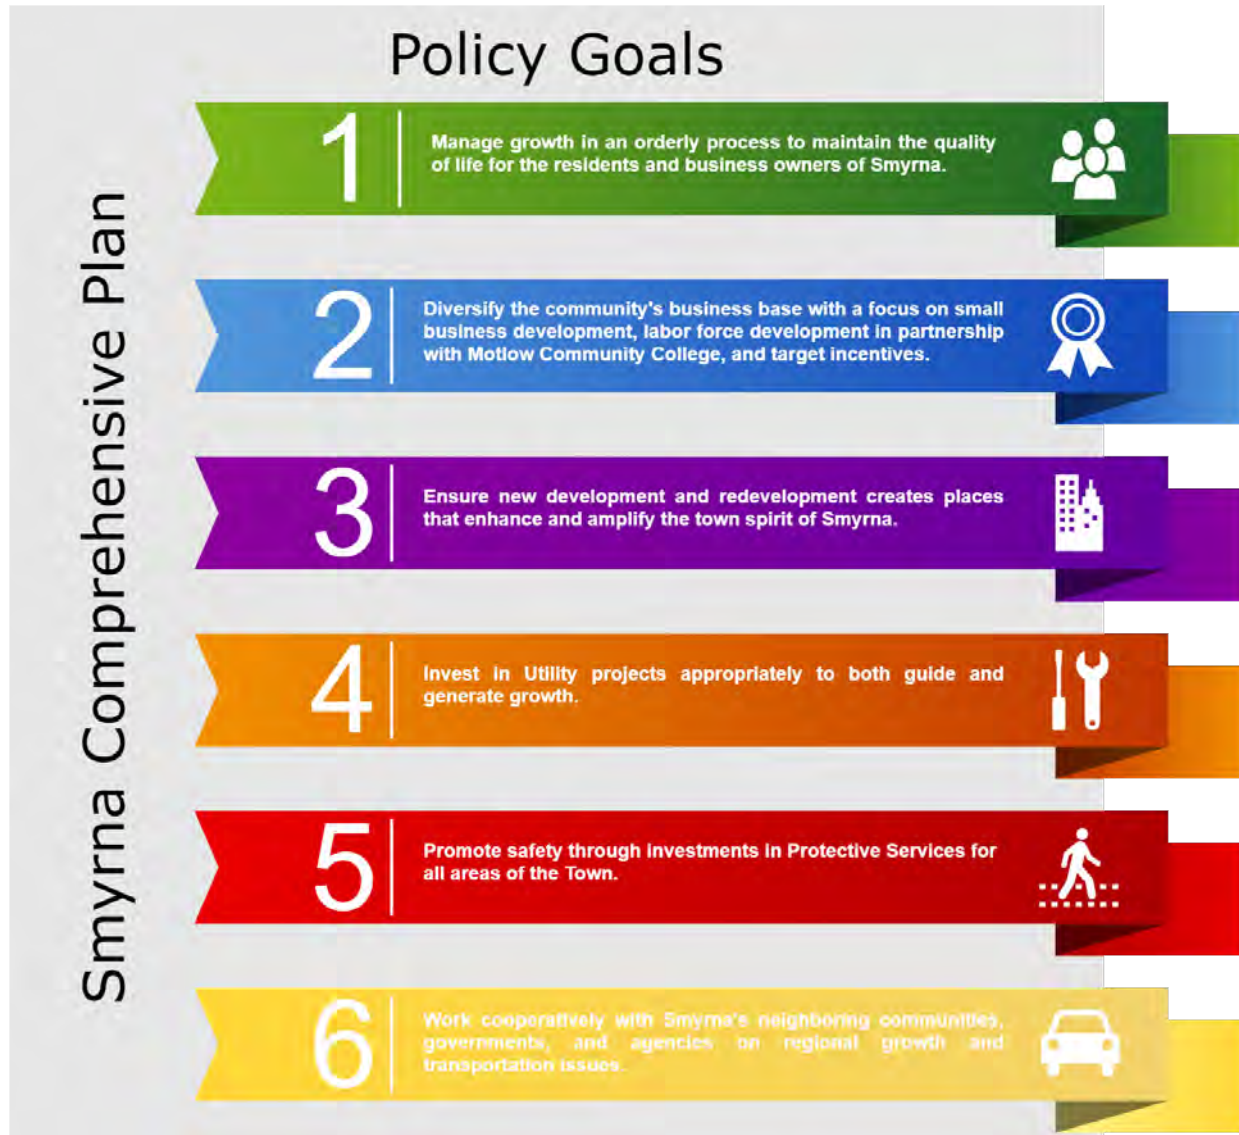 Policy Goals
Smyrna Comprehensive Plan
1
Manage growth in an orderly process to maintain the quality
of life for the residents and business owners of Smyrna.
2
Diversify the community's business base with a focus on small
business development, labor force development in partnership
with Motlow Community College, and target incentives.
3
Ensure new development and redevelopment creates places
that enhance and amplify the town spirit of Smyrna.
4
Invest in Utility projects appropriately to both guide and
generate growth.
5
Promote safety through investments in Protective Services for
all areas of the Town.
6
Work cooperatively with Smyrna's neighboring communities,
governments, and agencies on regional growth and
transportation issues.